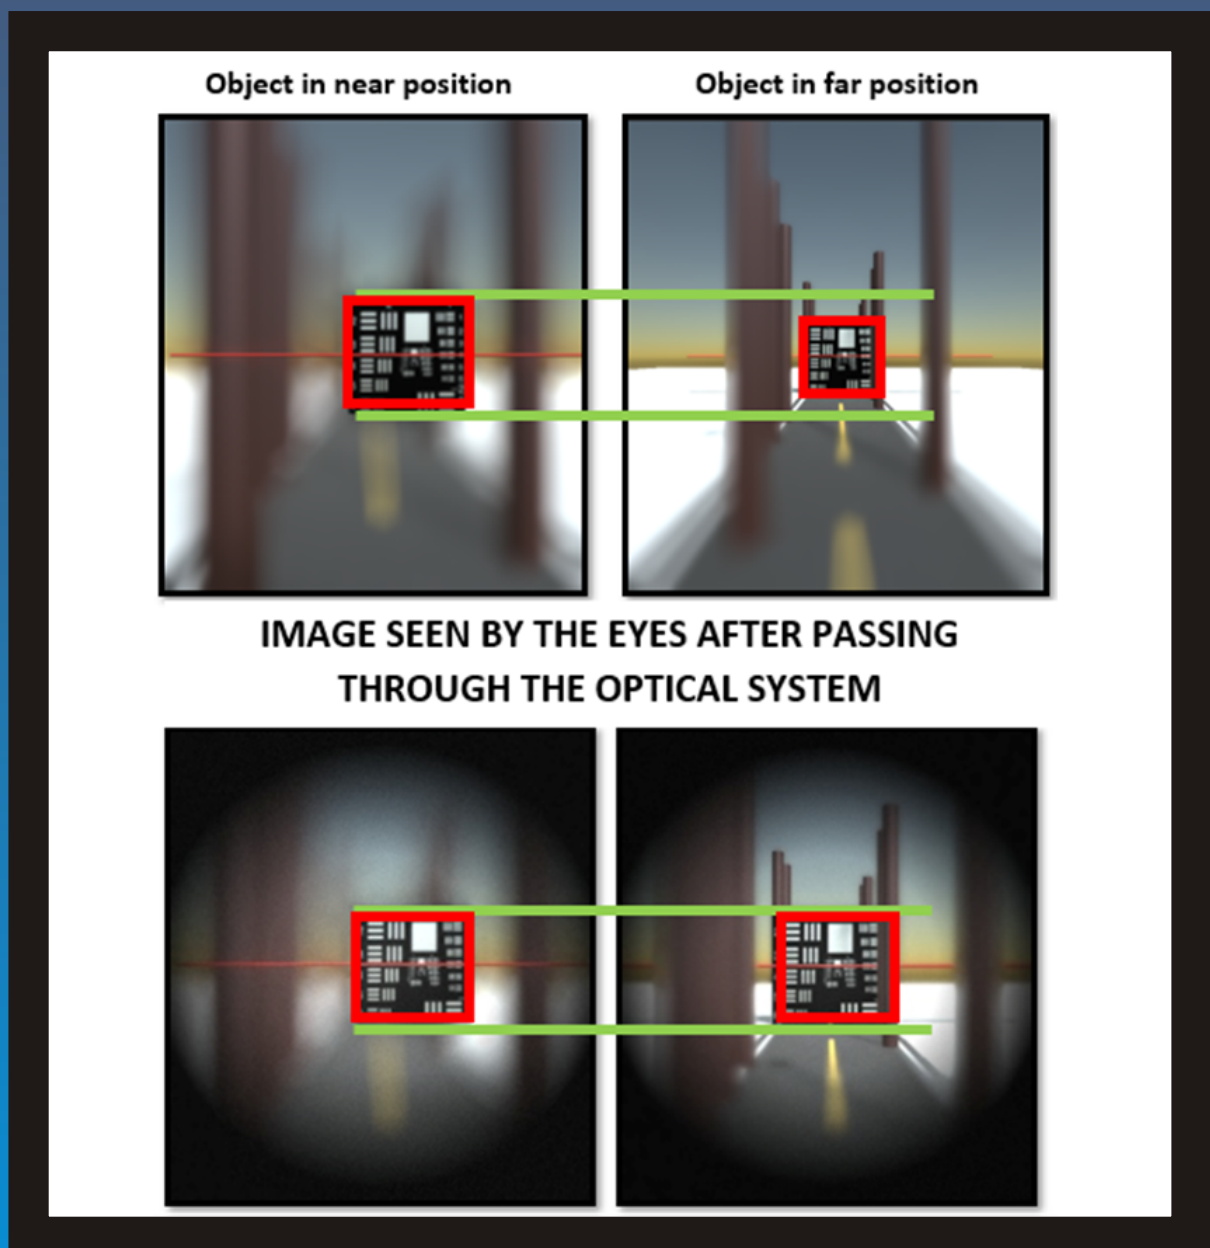 Object in near position
Object in far position
IMAGE SEEN BY THE EYES AFTER PASSING
THROUGH THE OPTICAL SYSTEM